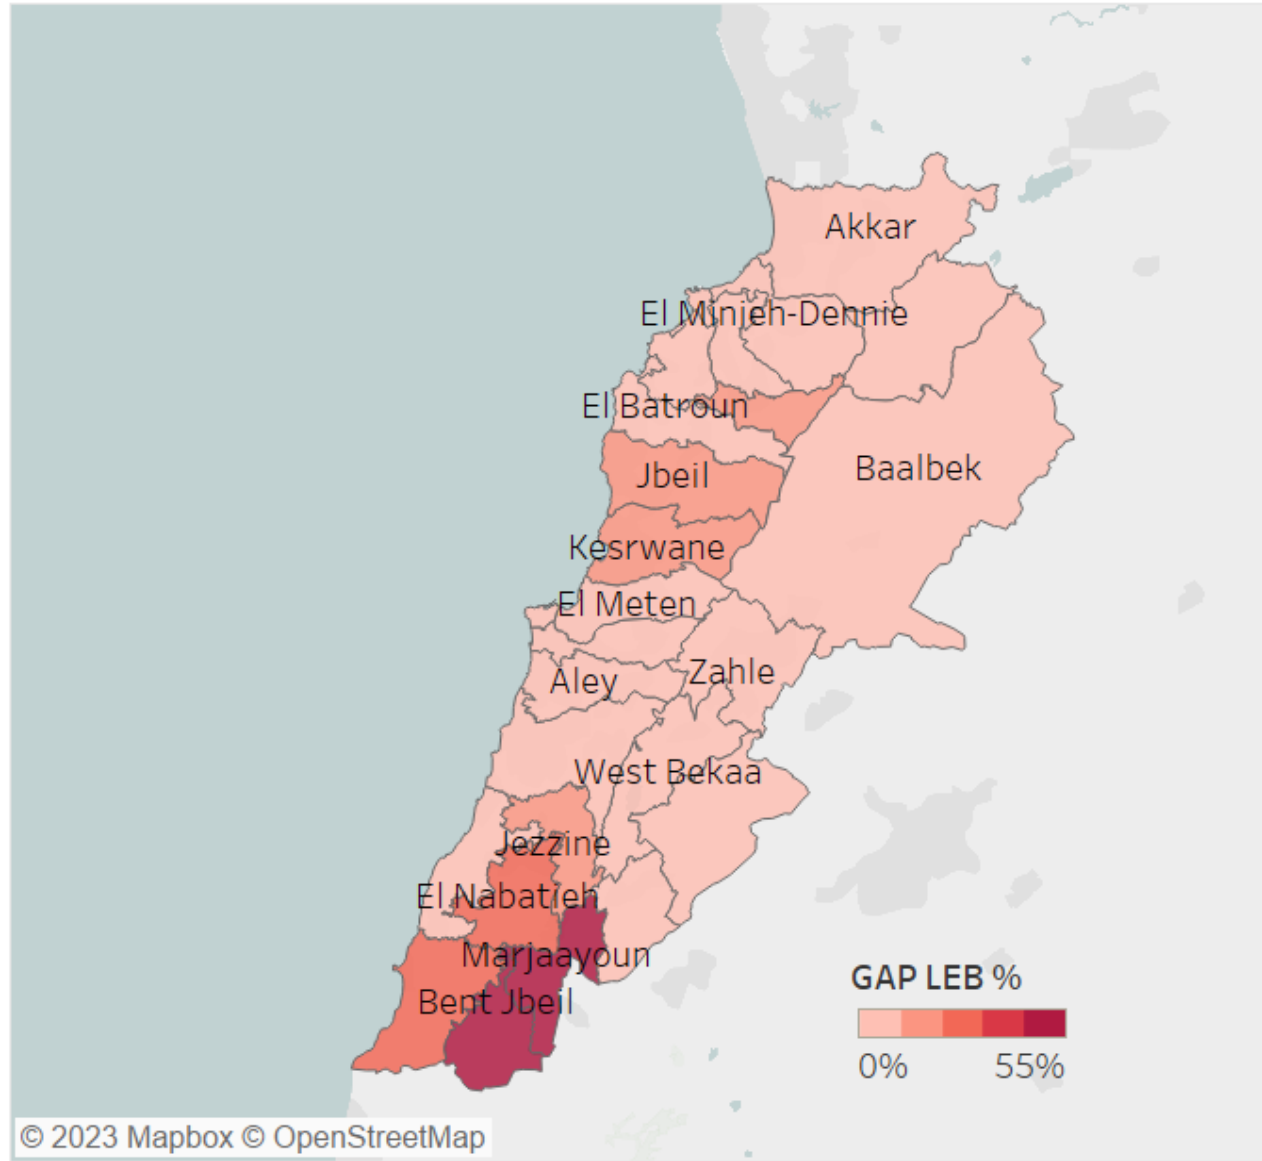 Akkar
El Minieh-Dennie
El Batroun
Jbeil
Baalbek
Kesrwane
El Meten
Zahle
Aley
West Bekaa
Jezzine
El Nabatieh
Marjaayoun
Bent Jbeil
GAP LEB %
0% 55%
© 2023 Mapbox © OpenStreetMap